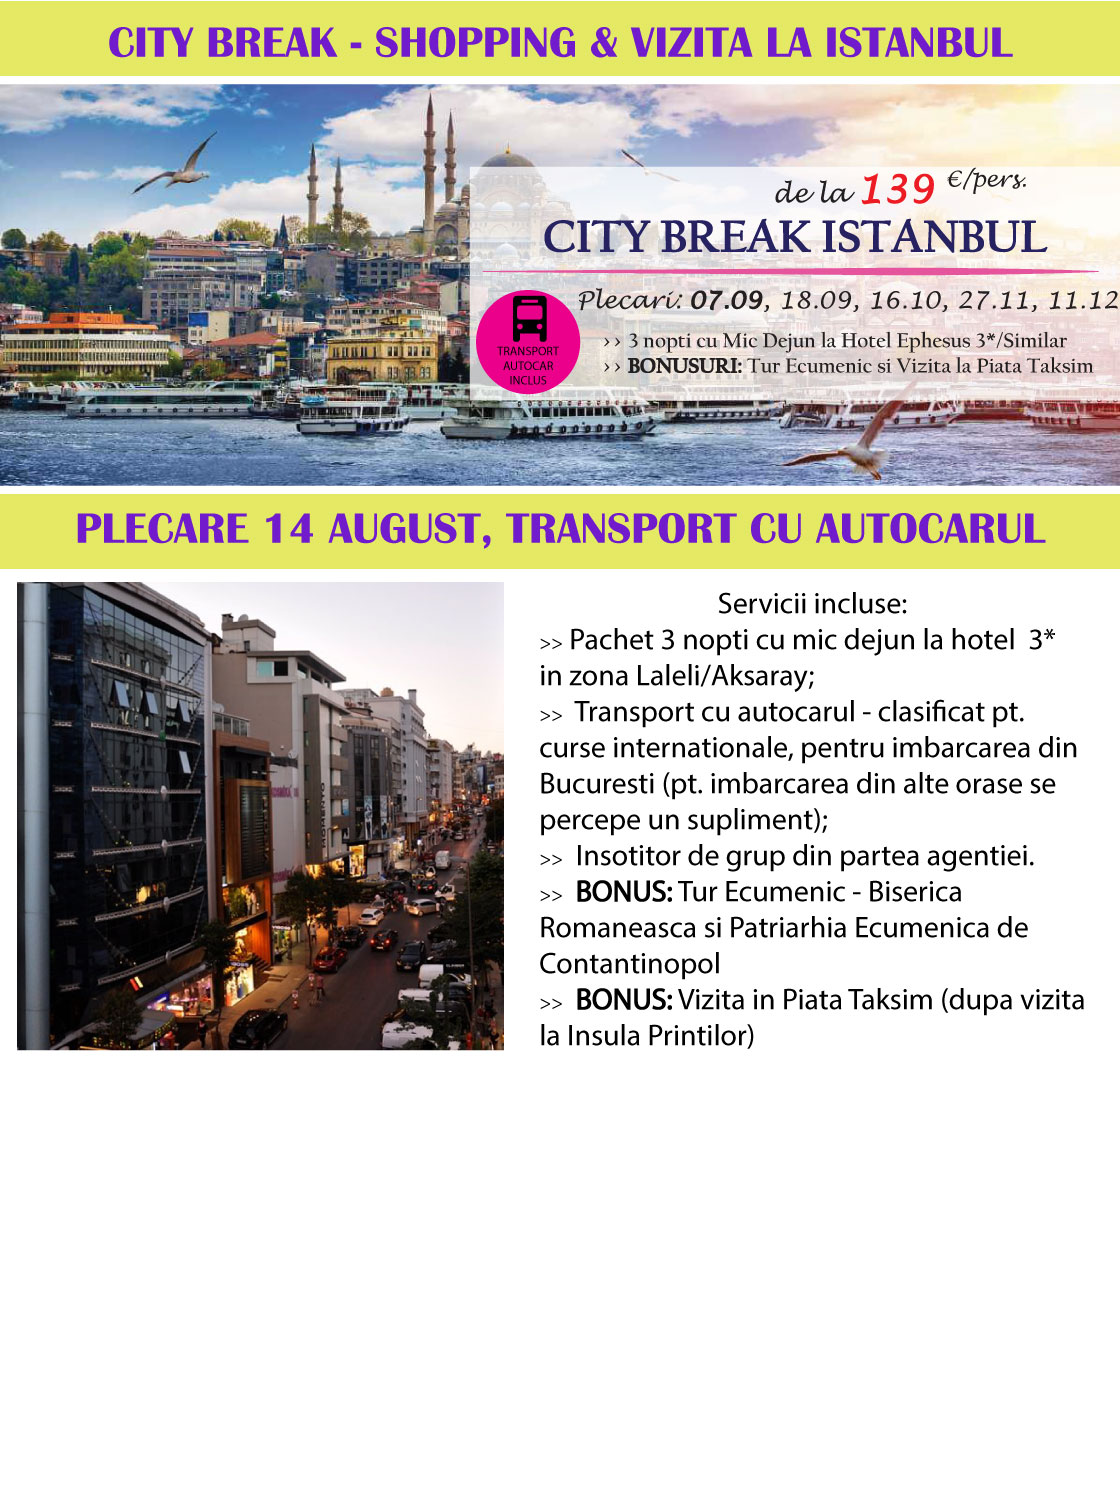 CITY BREAK - SHOPPING & VIZITA LA ISTANBUL
de la 139 €/pers.
CITY BREAK ISTANBUL
Plecari: 07.09, 18.09, 16.10, 27.11, 11.12
>> 3 nopti cu Mic Dejun la Hotel Ephesus 3*/Similar
>> BONUSURI: Tur Ecumenic si Vizita la Piata Taksim
TRANSPORT
AUTOCAR
INCLUS
PLECARE 14 AUGUST, TRANSPORT CU AUTOCARUL
Servicii incluse:
>> Pachet 3 nopti cu mic dejun la hotel 3*
in zona Laleli/Aksaray;
>> Transport cu autocarul - clasificat pt.
curse internationale, pentru imbarcarea din
Bucuresti (pt. imbarcarea din alte orase se
percepe un supliment);
>> Insotitor de grup din partea agentiei.
>> BONUS: Tur Ecumenic - Biserica
Romaneasca si Patriarhia Ecumenica de
Contantinopol
>> BONUS: Vizita in Piata Taksim (dupa vizita
la Insula Printilor)